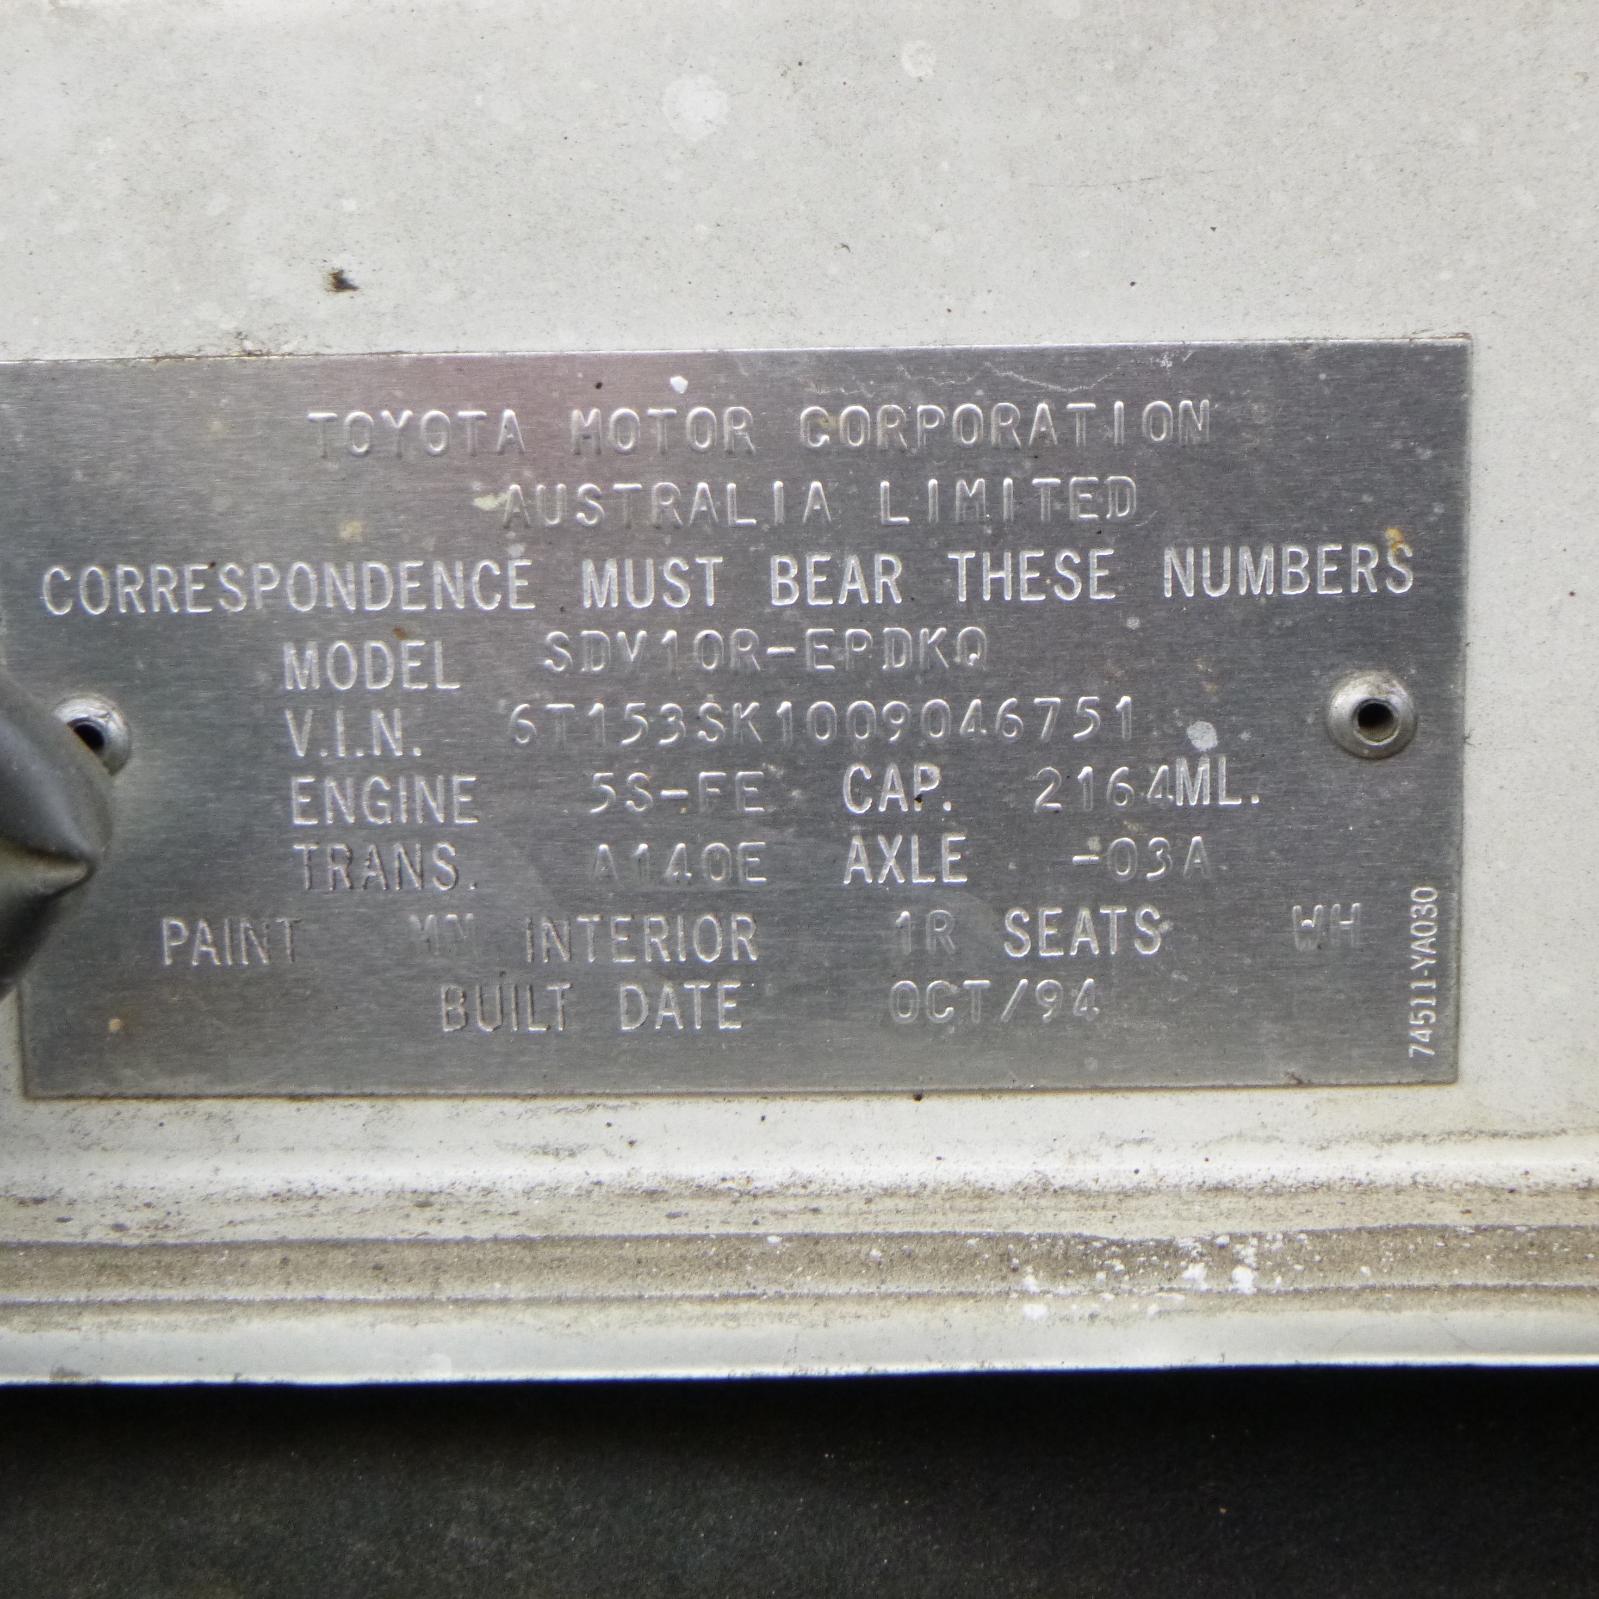 TOYOTA MOTOR CORPORATION
AUSTRALIA LIMITED
CORRESPONDENCE MUST BEAR THESE NUMBERS
MODEL SDV10R-EPDKQ
V.I.N. 6T153SK1009046751
ENGINE 5S-FE CAP. 2164ML.
TRANS. A140E AXLE -03A
PAINT INTERIOR 1R SEATS WH
BUILT DATE OCT/94
74511-YA030